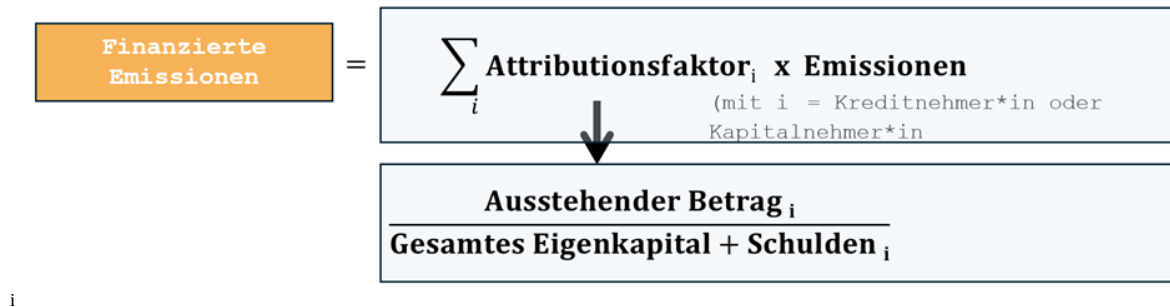 Finanzierte
Emissionen
=
∑i Attributionsfaktor i x Emissionen
(mit i = Kreditnehmer*in oder
Kapitalnehmer*in
Ausstehender Betrag i
Gesamtes Eigenkapital + Schulden i
i